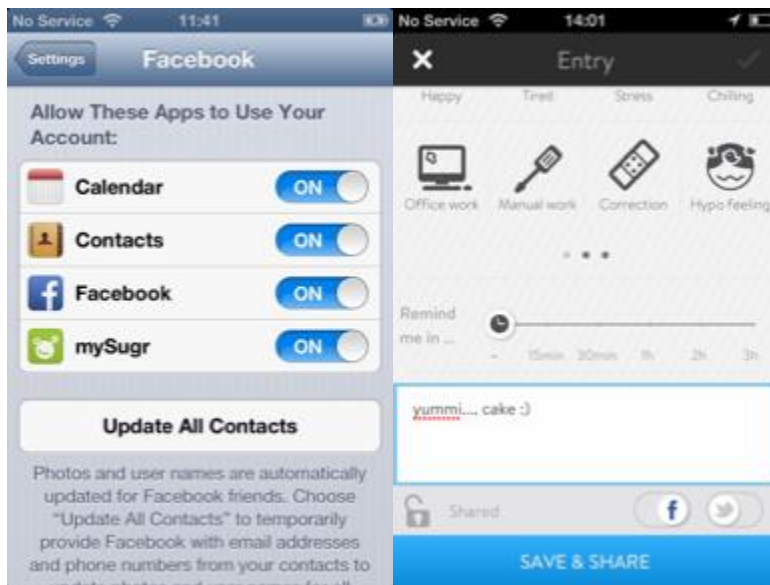 No Service 11:41
Settings Facebook
Allow These Apps to Use Your
Account:
Calendar ON
Contacts ON
Facebook ON
mySugr ON
Update All Contacts
Photos and user names are automatically
updated for Facebook friends. Choose
"Update All Contacts" to temporarily
provide Facebook with email addresses
and phone numbers from your contacts to
No Service 14:01
Entry
Happy Tired Stress Chilling
Office work Manual work Correction Hypo feeling
Remind
me in ...
- 15min 30min 1h 2h 3h
yummi..., cake :)
Shared
SAVE & SHARE